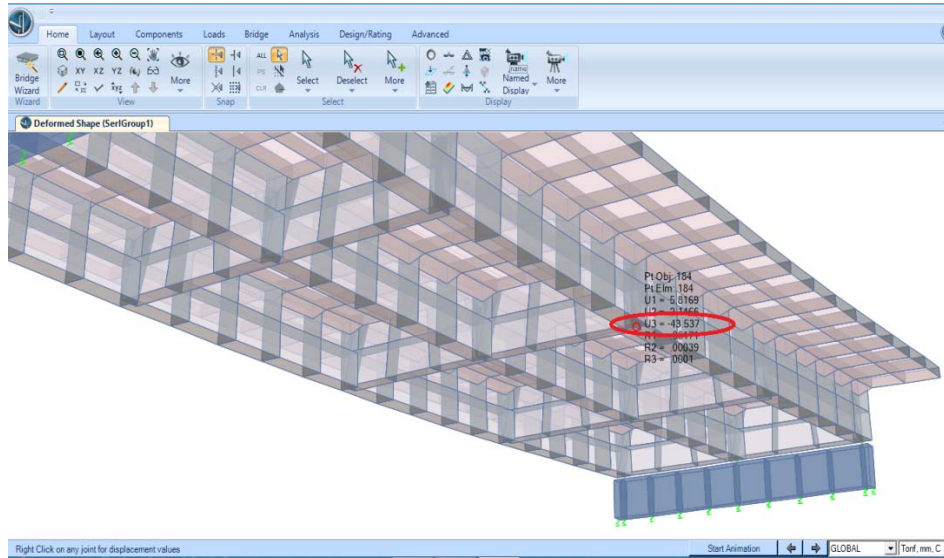 Home Layout Components Loads Bridge Analysis Design/Rating Advanced
XY XZ YZ
More
ALL
PS
CLR
Select
Deselect
More
name
Named
Display
More
Bridge
Wizard
Wizard View Snap Select Display
Deformed Shape (SerIGroup1)
Pt Obj: 184
Pt Elm: 184
U1 = 5.8169
U3 = -43.537
R2 = .00039
R3 = .0001
Right Click on any joint for displacement values
Start Animation GLOBAL Tonf, mm, C